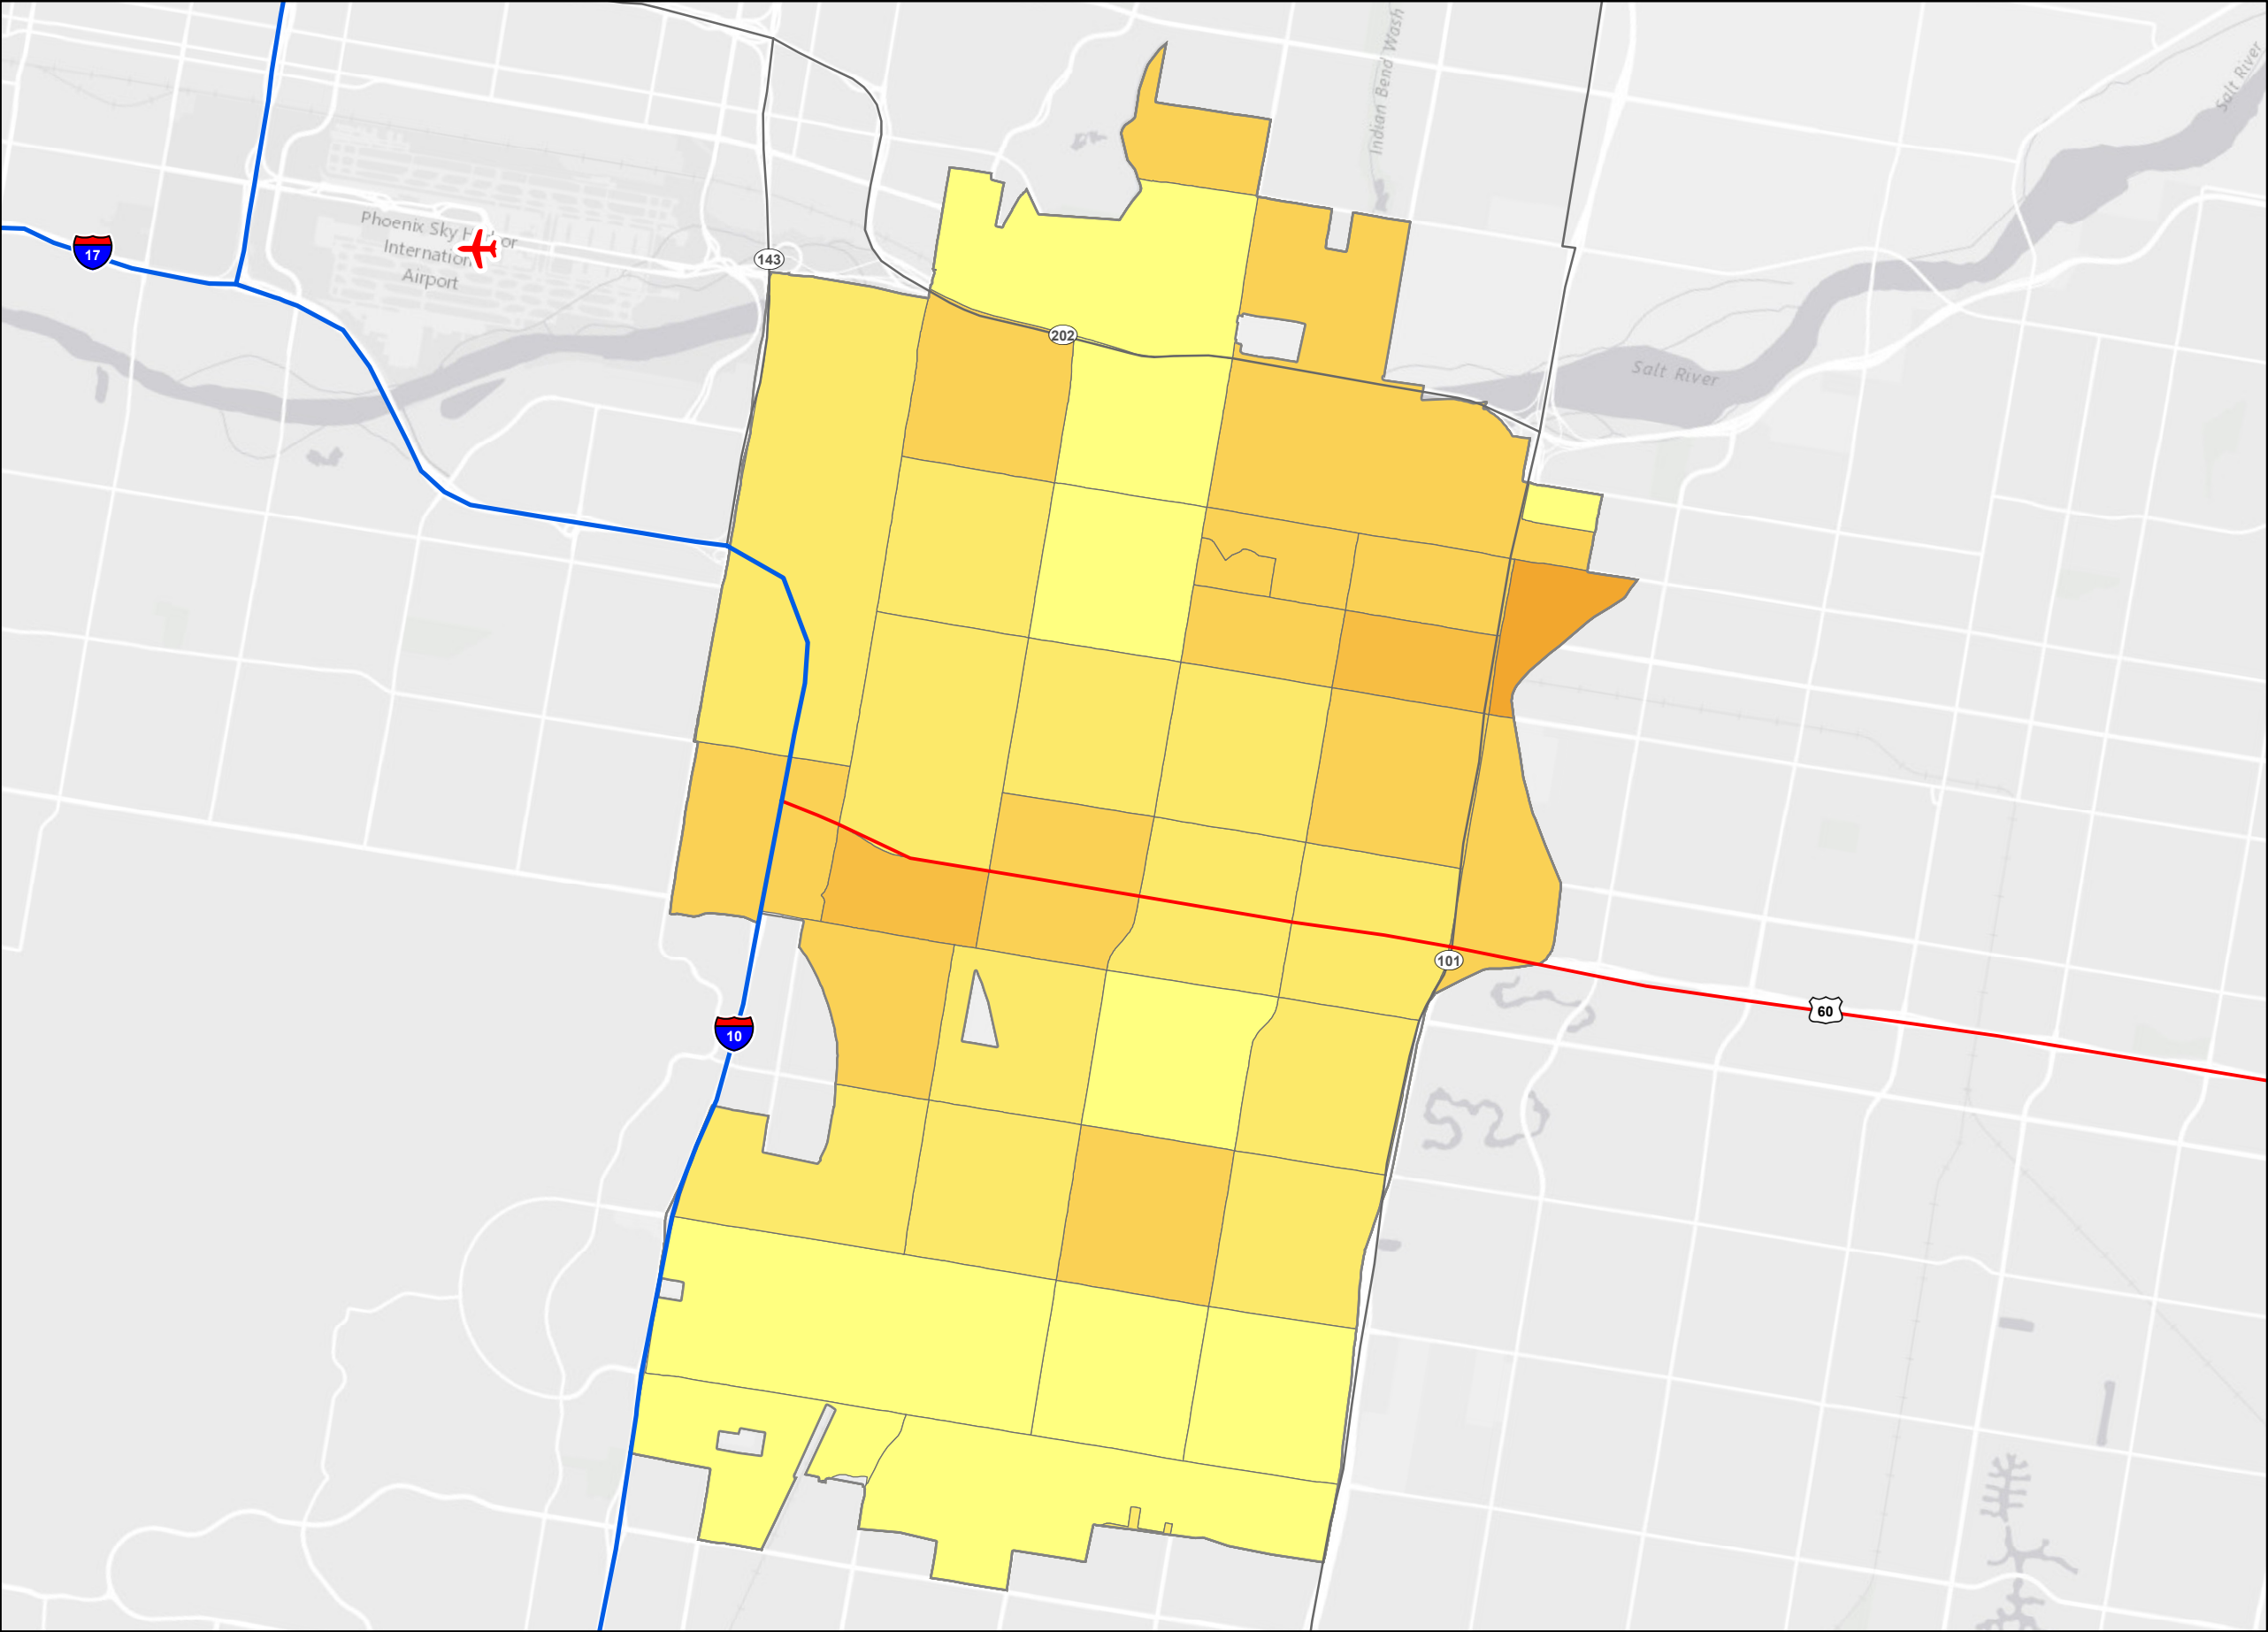 Indian Bend Wash
Salt River
Phoenix Sky Harbor
International
Airport
17
143
202
Salt River
101
60
10